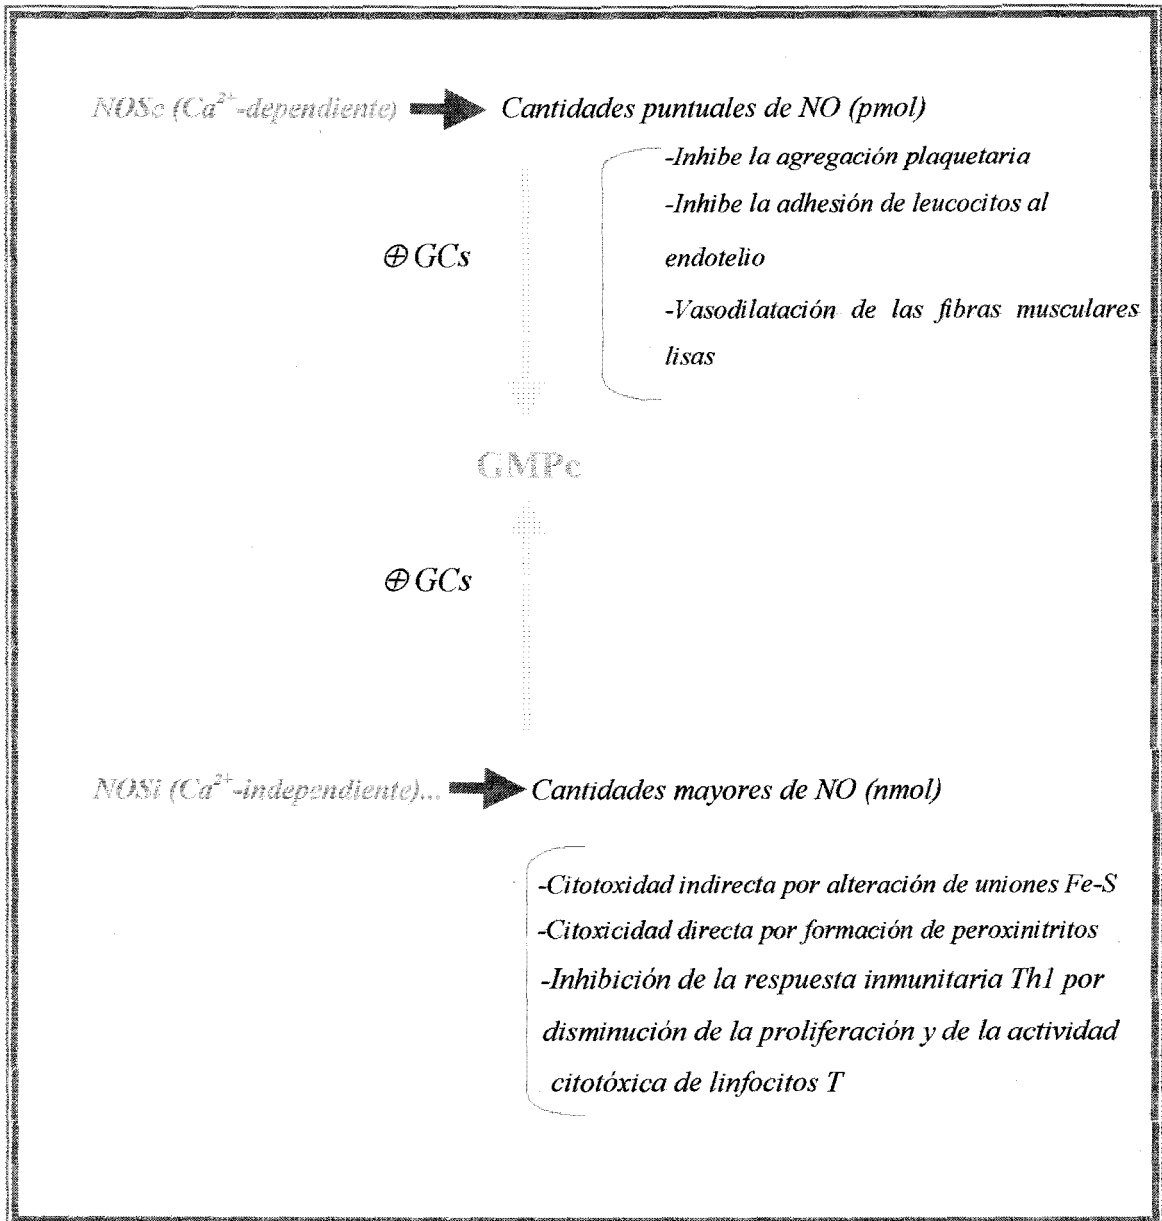 NOSc (Ca²⁺-dependiente) Cantidades puntuales de NO (pmol)
-Inhibe la agregación plaquetaria
-Inhibe la adhesión de leucocitos al
endotelio
-Vasodilatación de las fibras musculares
lisas
⊕ GCs
GMPc
⊕ GCs
NOSi (Ca²⁺-independiente)... Cantidades mayores de NO (nmol)
-Citotoxidad indirecta por alteración de uniones Fe-S
-Citoxicidad directa por formación de peroxinitritos
-Inhibición de la respuesta inmunitaria Th1 por
disminución de la proliferación y de la actividad
citotóxica de linfocitos T